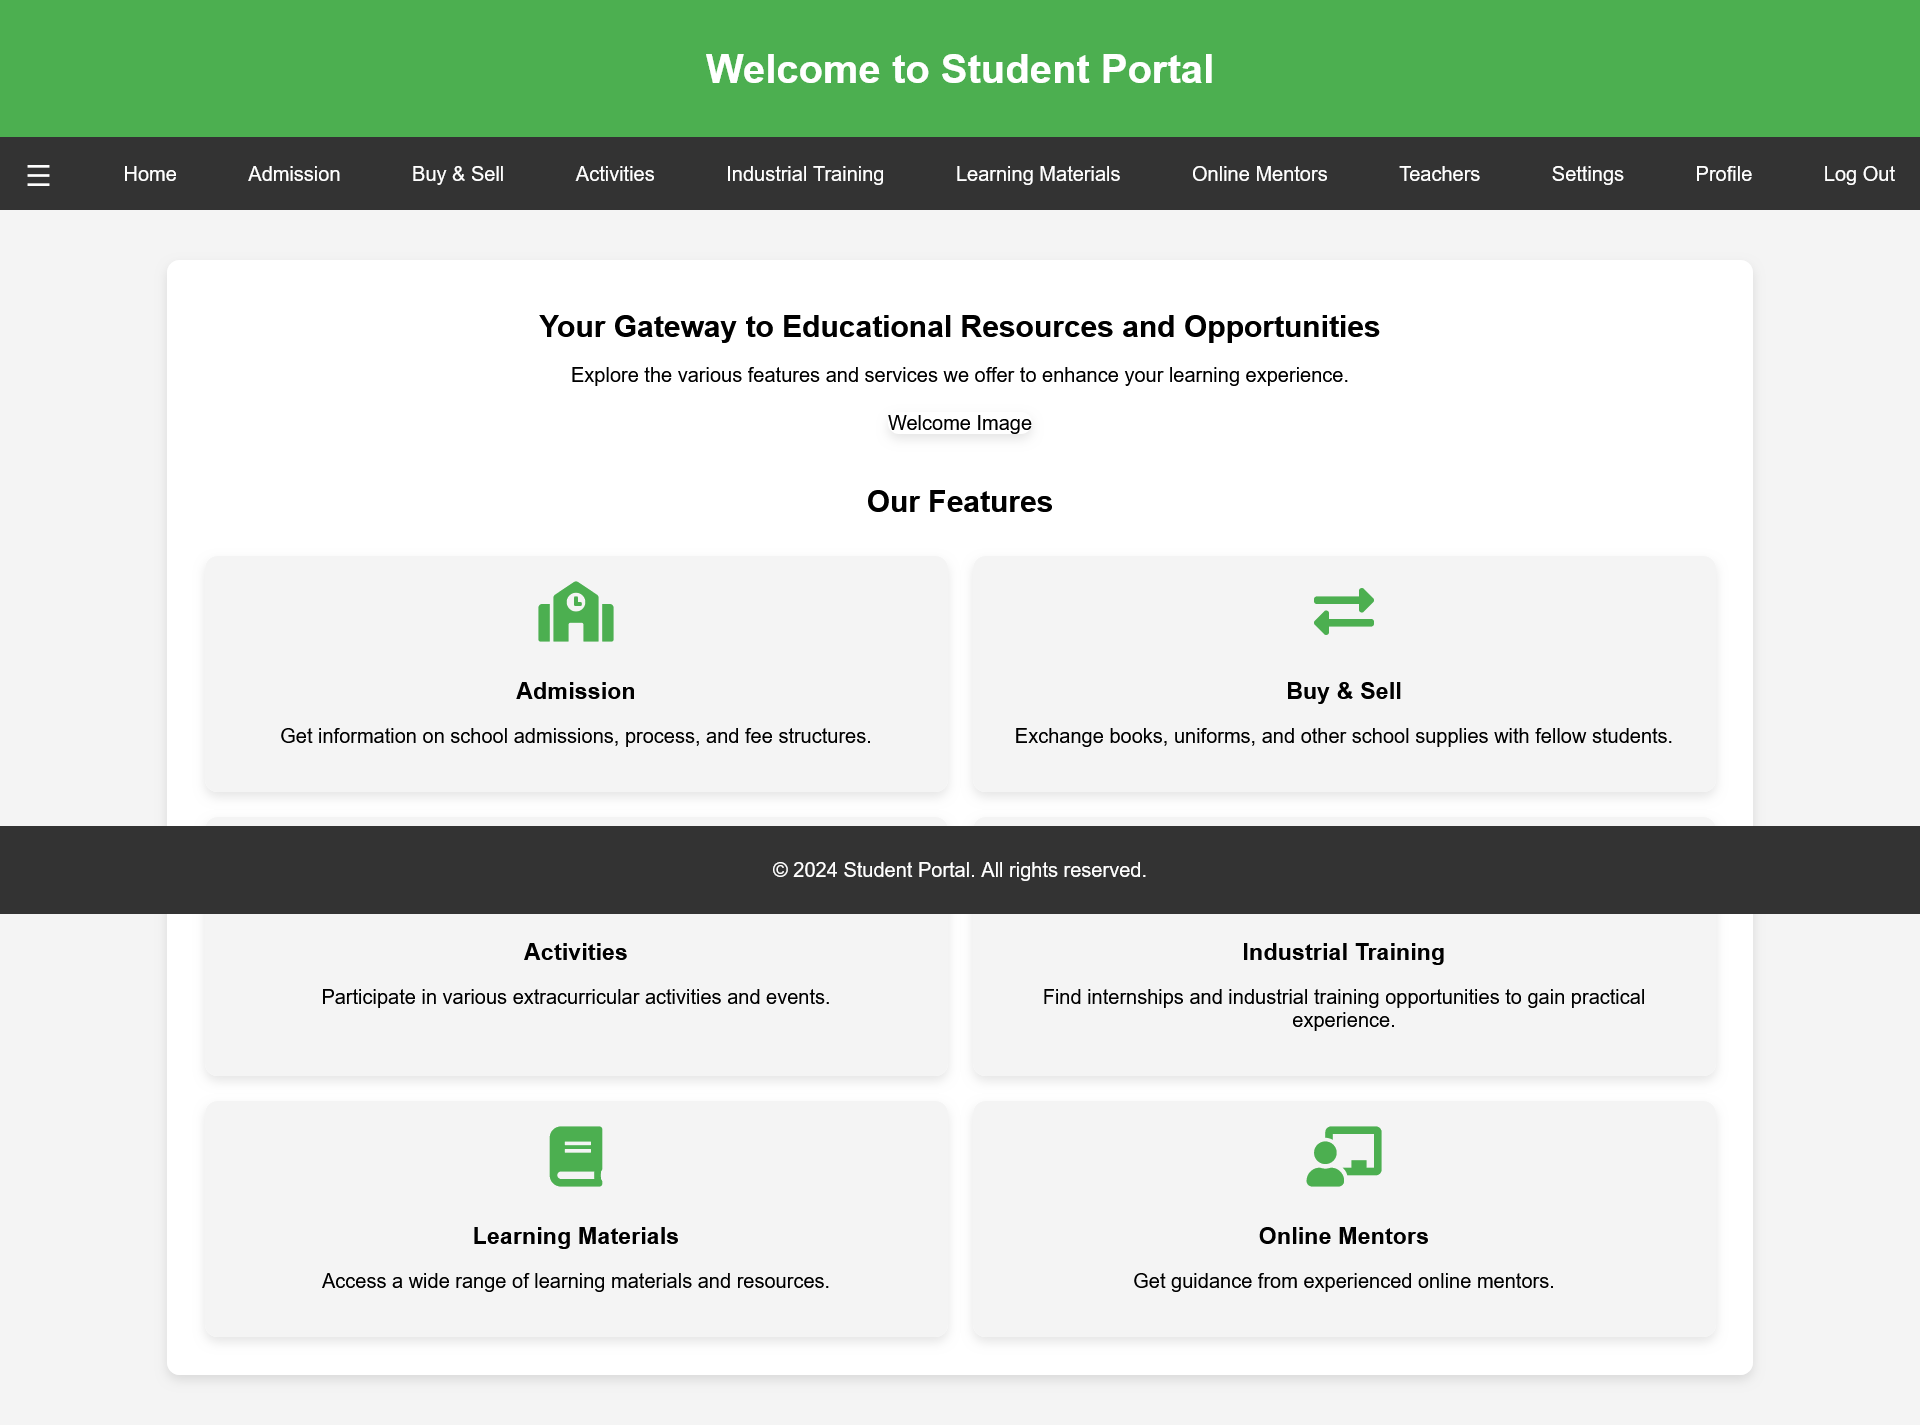 Welcome to Student Portal
☰ Home Admission Buy & Sell Activities Industrial Training Learning Materials Online Mentors Teachers Settings Profile Log Out
Your Gateway to Educational Resources and Opportunities
Explore the various features and services we offer to enhance your learning experience.
Welcome Image
Our Features
Admission
Get information on school admissions, process, and fee structures.
Buy & Sell
Exchange books, uniforms, and other school supplies with fellow students.
© 2024 Student Portal. All rights reserved.
Activities
Participate in various extracurricular activities and events.
Industrial Training
Find internships and industrial training opportunities to gain practical
experience.
Learning Materials
Access a wide range of learning materials and resources.
Online Mentors
Get guidance from experienced online mentors.